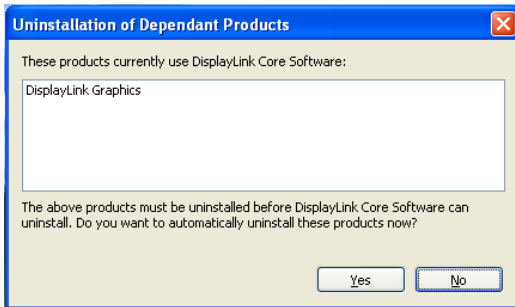 Uninstallation of Dependant Products
These products currently use DisplayLink Core Software:
DisplayLink Graphics
The above products must be uninstalled before DisplayLink Core Software can
uninstall. Do you want to automatically uninstall these products now?
Yes
No